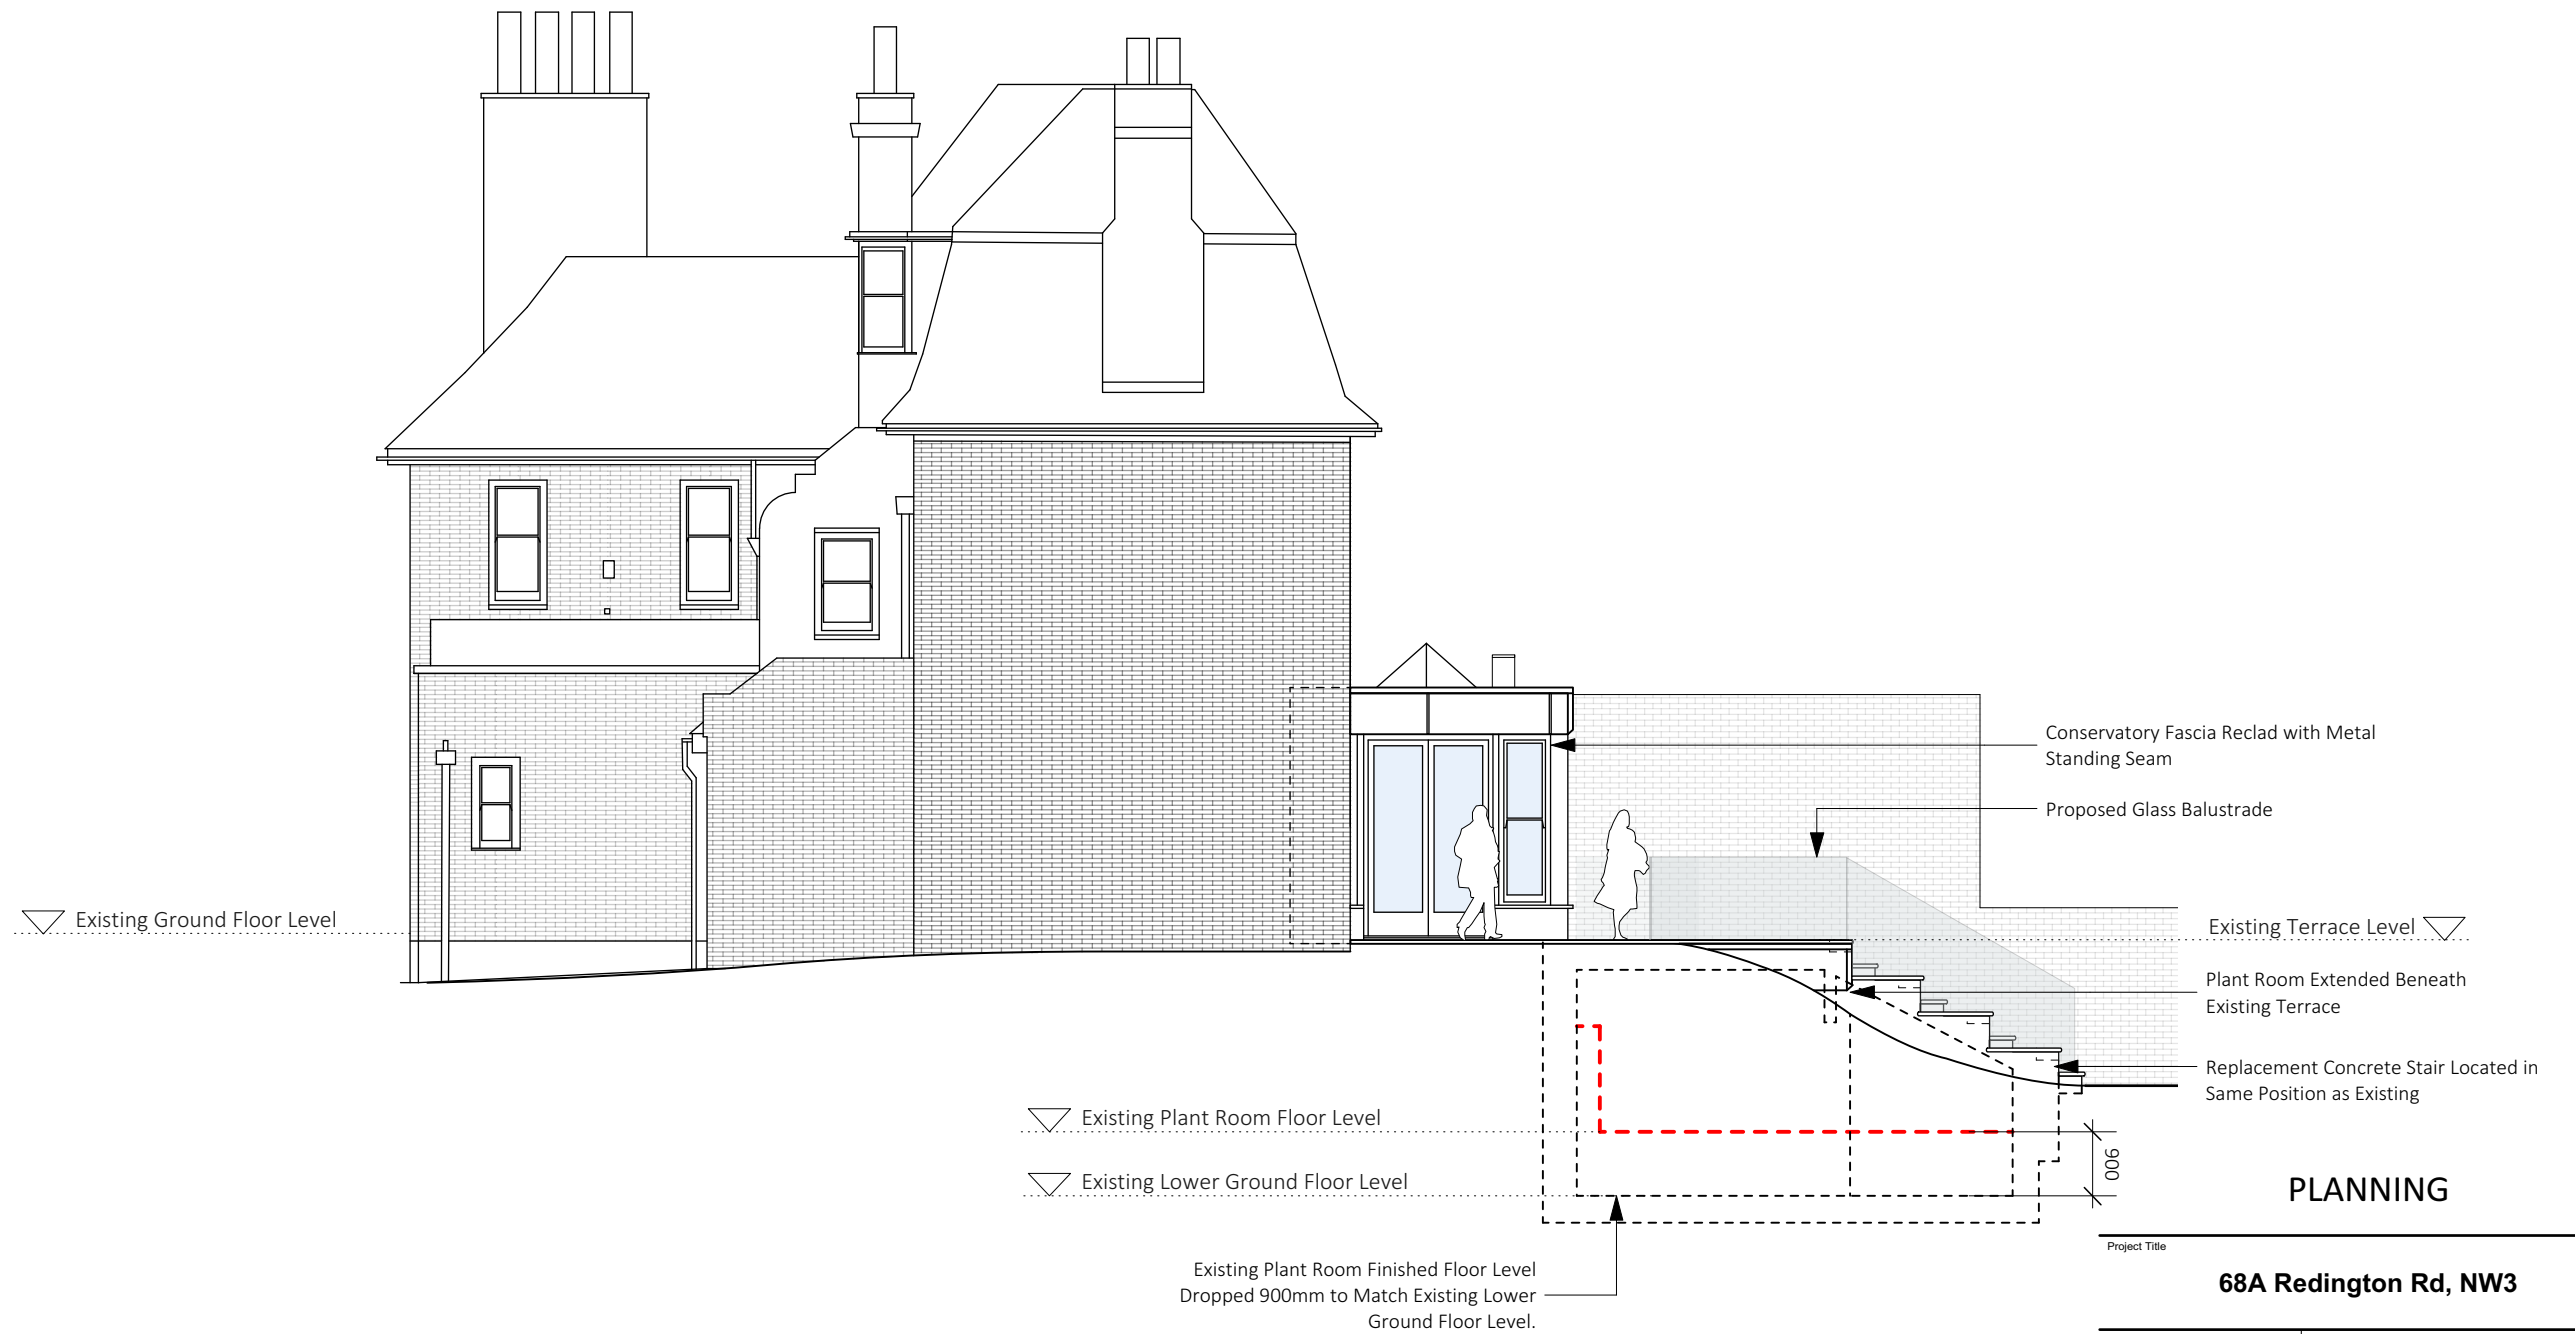 Conservatory Fascia Reclad with Metal
Standing Seam
Proposed Glass Balustrade
Existing Ground Floor Level
Existing Terrace Level
Plant Room Extended Beneath
Existing Terrace
Replacement Concrete Stair Located in
Same Position as Existing
Existing Plant Room Floor Level
Existing Lower Ground Floor Level
900
Existing Plant Room Finished Floor Level
Dropped 900mm to Match Existing Lower
Ground Floor Level.
PLANNING
Project Title
68A Redington Rd, NW3